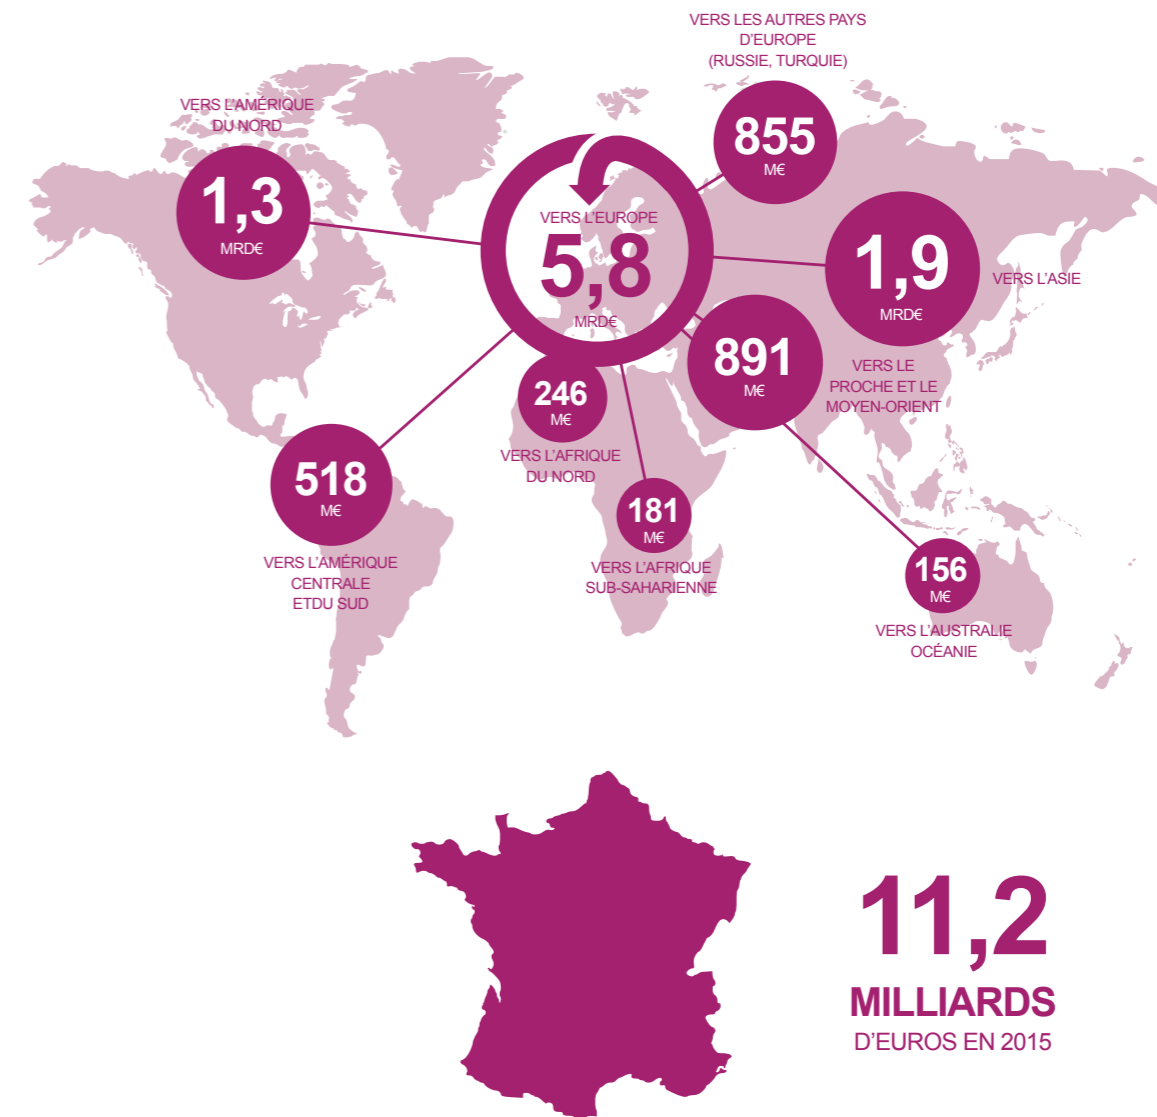 VERS LES AUTRES PAYS
D'EUROPE
(RUSSIE, TURQUIE)
855
M€
VERS L'AMÉRIQUE
DU NORD
1,3
MRD€
VERS L'EUROPE
5,8
MRD€
1,9
MRD€
VERS L'ASIE
891
M€
VERS LE
PROCHE ET LE
MOYEN-ORIENT
246
M€
VERS L'AFRIQUE
DU NORD
518
M€
VERS L'AMÉRIQUE
CENTRALE
ETDU SUD
181
M€
VERS L'AFRIQUE
SUB-SAHARIENNE
156
M€
VERS L'AUSTRALIE
OCÉANIE
11,2
MILLIARDS
D'EUROS EN 2015